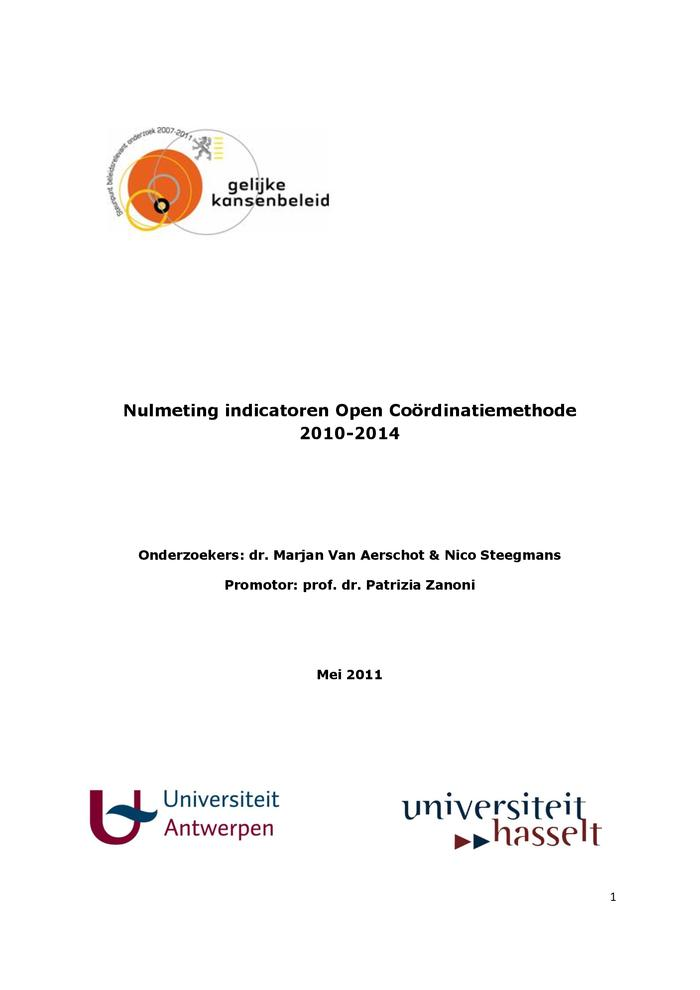 Steunpunt beleidsrelevant onderzoek 2007-2011
gelijke
kansenbeleid
Nulmeting indicatoren Open Coördinatiemethode
2010-2014
Onderzoekers: dr. Marjan Van Aerschot & Nico Steegmans
Promotor: prof. dr. Patrizia Zanoni
Mei 2011
Universiteit
Antwerpen
universiteit
hasselt
1